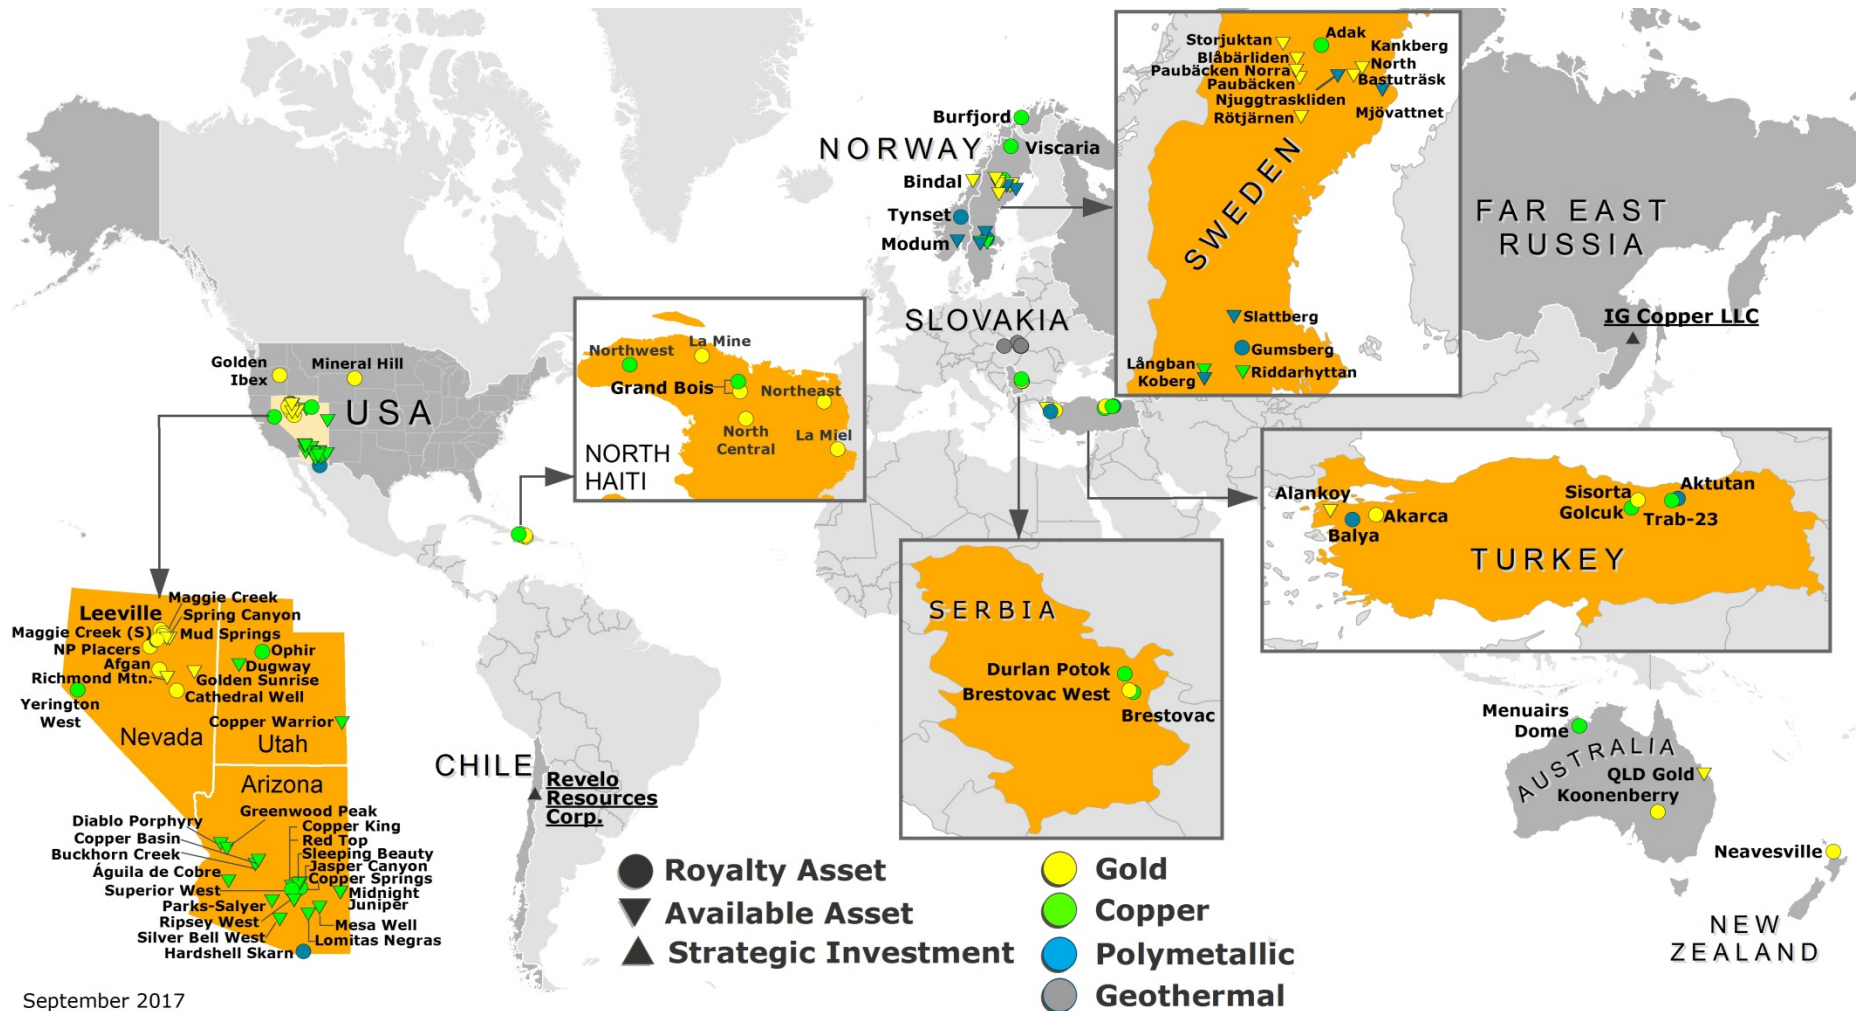 Storjuktan
Adak
Blåbärliden
Kankberg
Paubäcken Norra
North
Paubäcken
Bastuträsk
Njuggtraskliden
Mjövattnet
Rötjärnen
SWEDEN
Slattberg
Gumsberg
Långban
Koberg
Riddarhyttan
Burfjord
NORWAY
Viscaria
Bindal
Tynset
Modum
SLOVAKIA
FAR EAST
RUSSIA
IG Copper LLC
Golden
Ibex
Mineral Hill
USA
Northwest
La Mine
Grand Bois
Northeast
North
Central
La Miel
NORTH
HAITI
Alankoy
Balya
Akarca
Sisorta
Golcuk
Aktutan
Trab-23
TURKEY
SERBIA
Durlan Potok
Brestovac West
Brestovac
Maggie Creek
Leeville
Spring Canyon
Maggie Creek (S)
Mud Springs
NP Placers
Ophir
Afgan
Dugway
Richmond Mtn.
Golden Sunrise
Cathedral Well
Yerington
West
Copper Warrior
Nevada
Utah
Arizona
Greenwood Peak
Diablo Porphyry
Copper King
Copper Basin
Red Top
Buckhorn Creek
Sleeping Beauty
Águila de Cobre
Jasper Canyon
Copper Springs
Superior West
Midnight
Parks-Salyer
Juniper
Ripsey West
Mesa Well
Silver Bell West
Lomitas Negras
Hardshell Skarn
CHILE
Revelo
Resources
Corp.
Menuairs
Dome
AUSTRALIA
QLD Gold
Koonenberry
Neavesville
NEW
ZEALAND
Royalty Asset
Available Asset
Strategic Investment
Gold
Copper
Polymetallic
Geothermal
September 2017